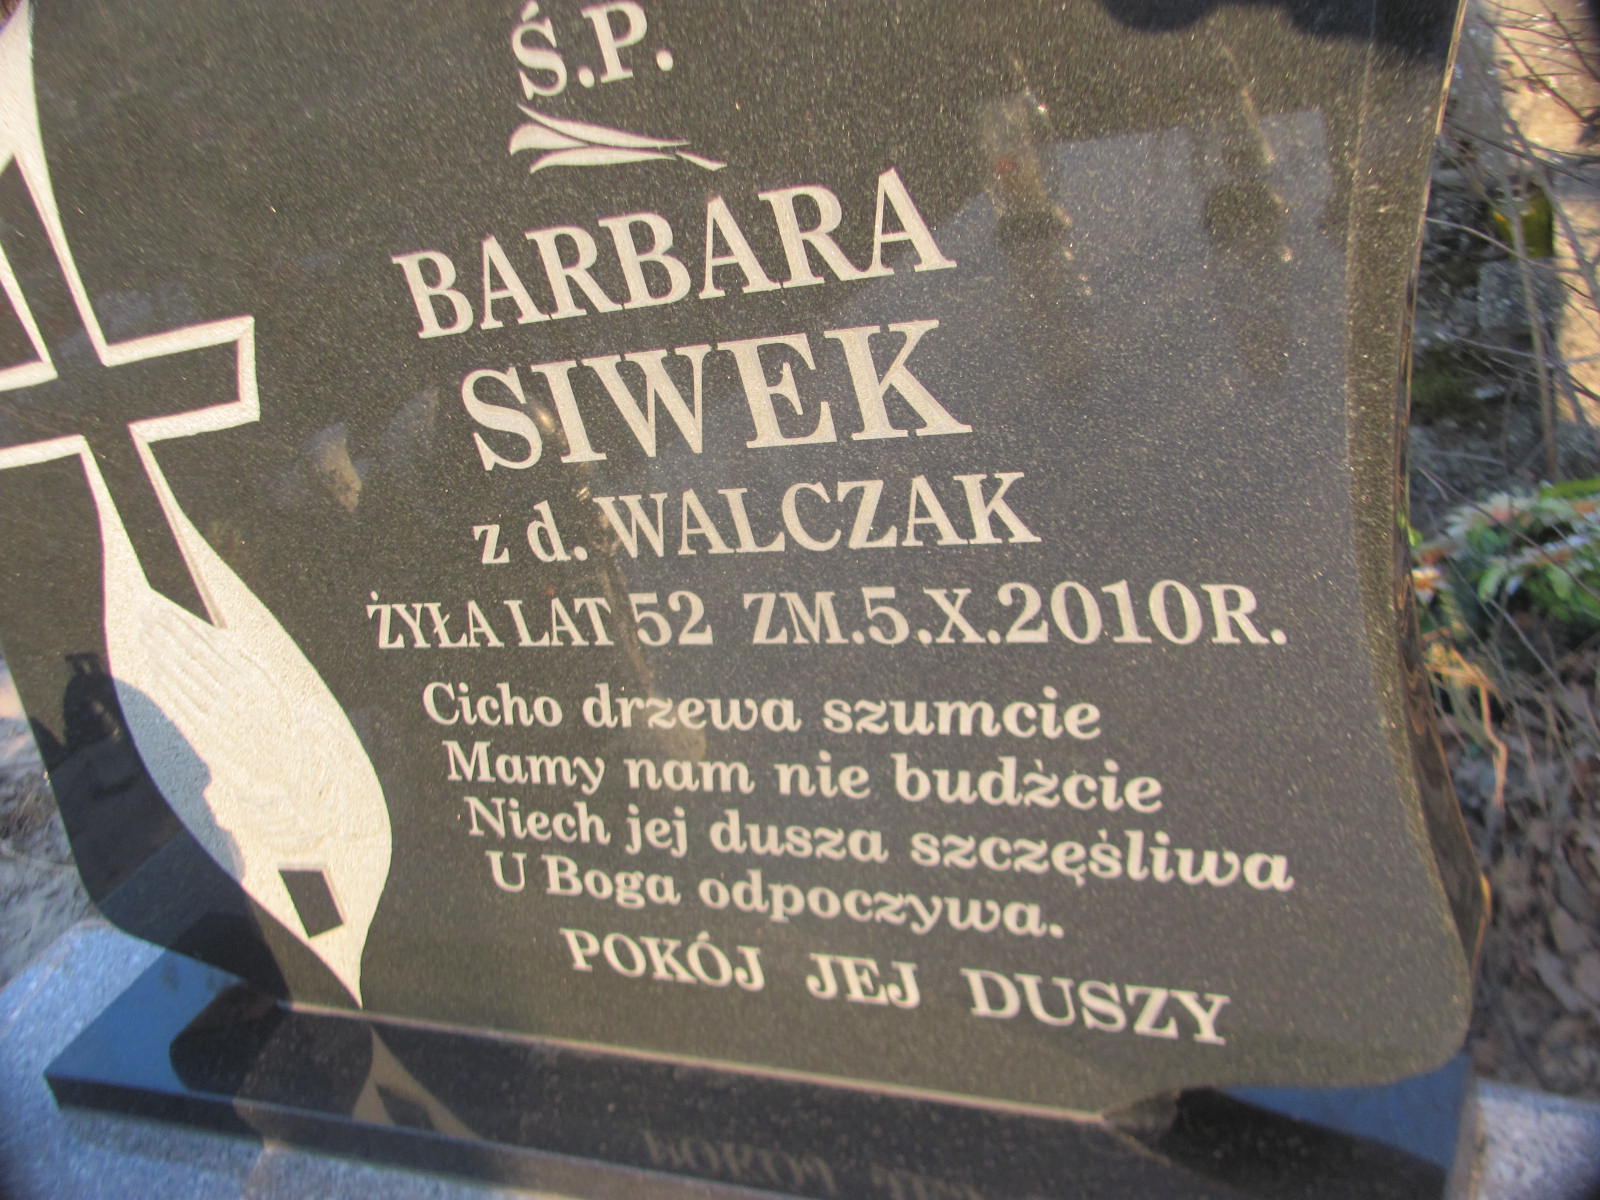 Ś.P.
BARBARA
SIWEK
z d. WALCZAK
ŻYŁA LAT 52 ZM.5.X.2010R.
Cicho drzewa szumcie
Mamy nam nie budźcie
Niech jej dusza szczęśliwa
U Boga odpoczywa.
POKÓJ JEJ DUSZY